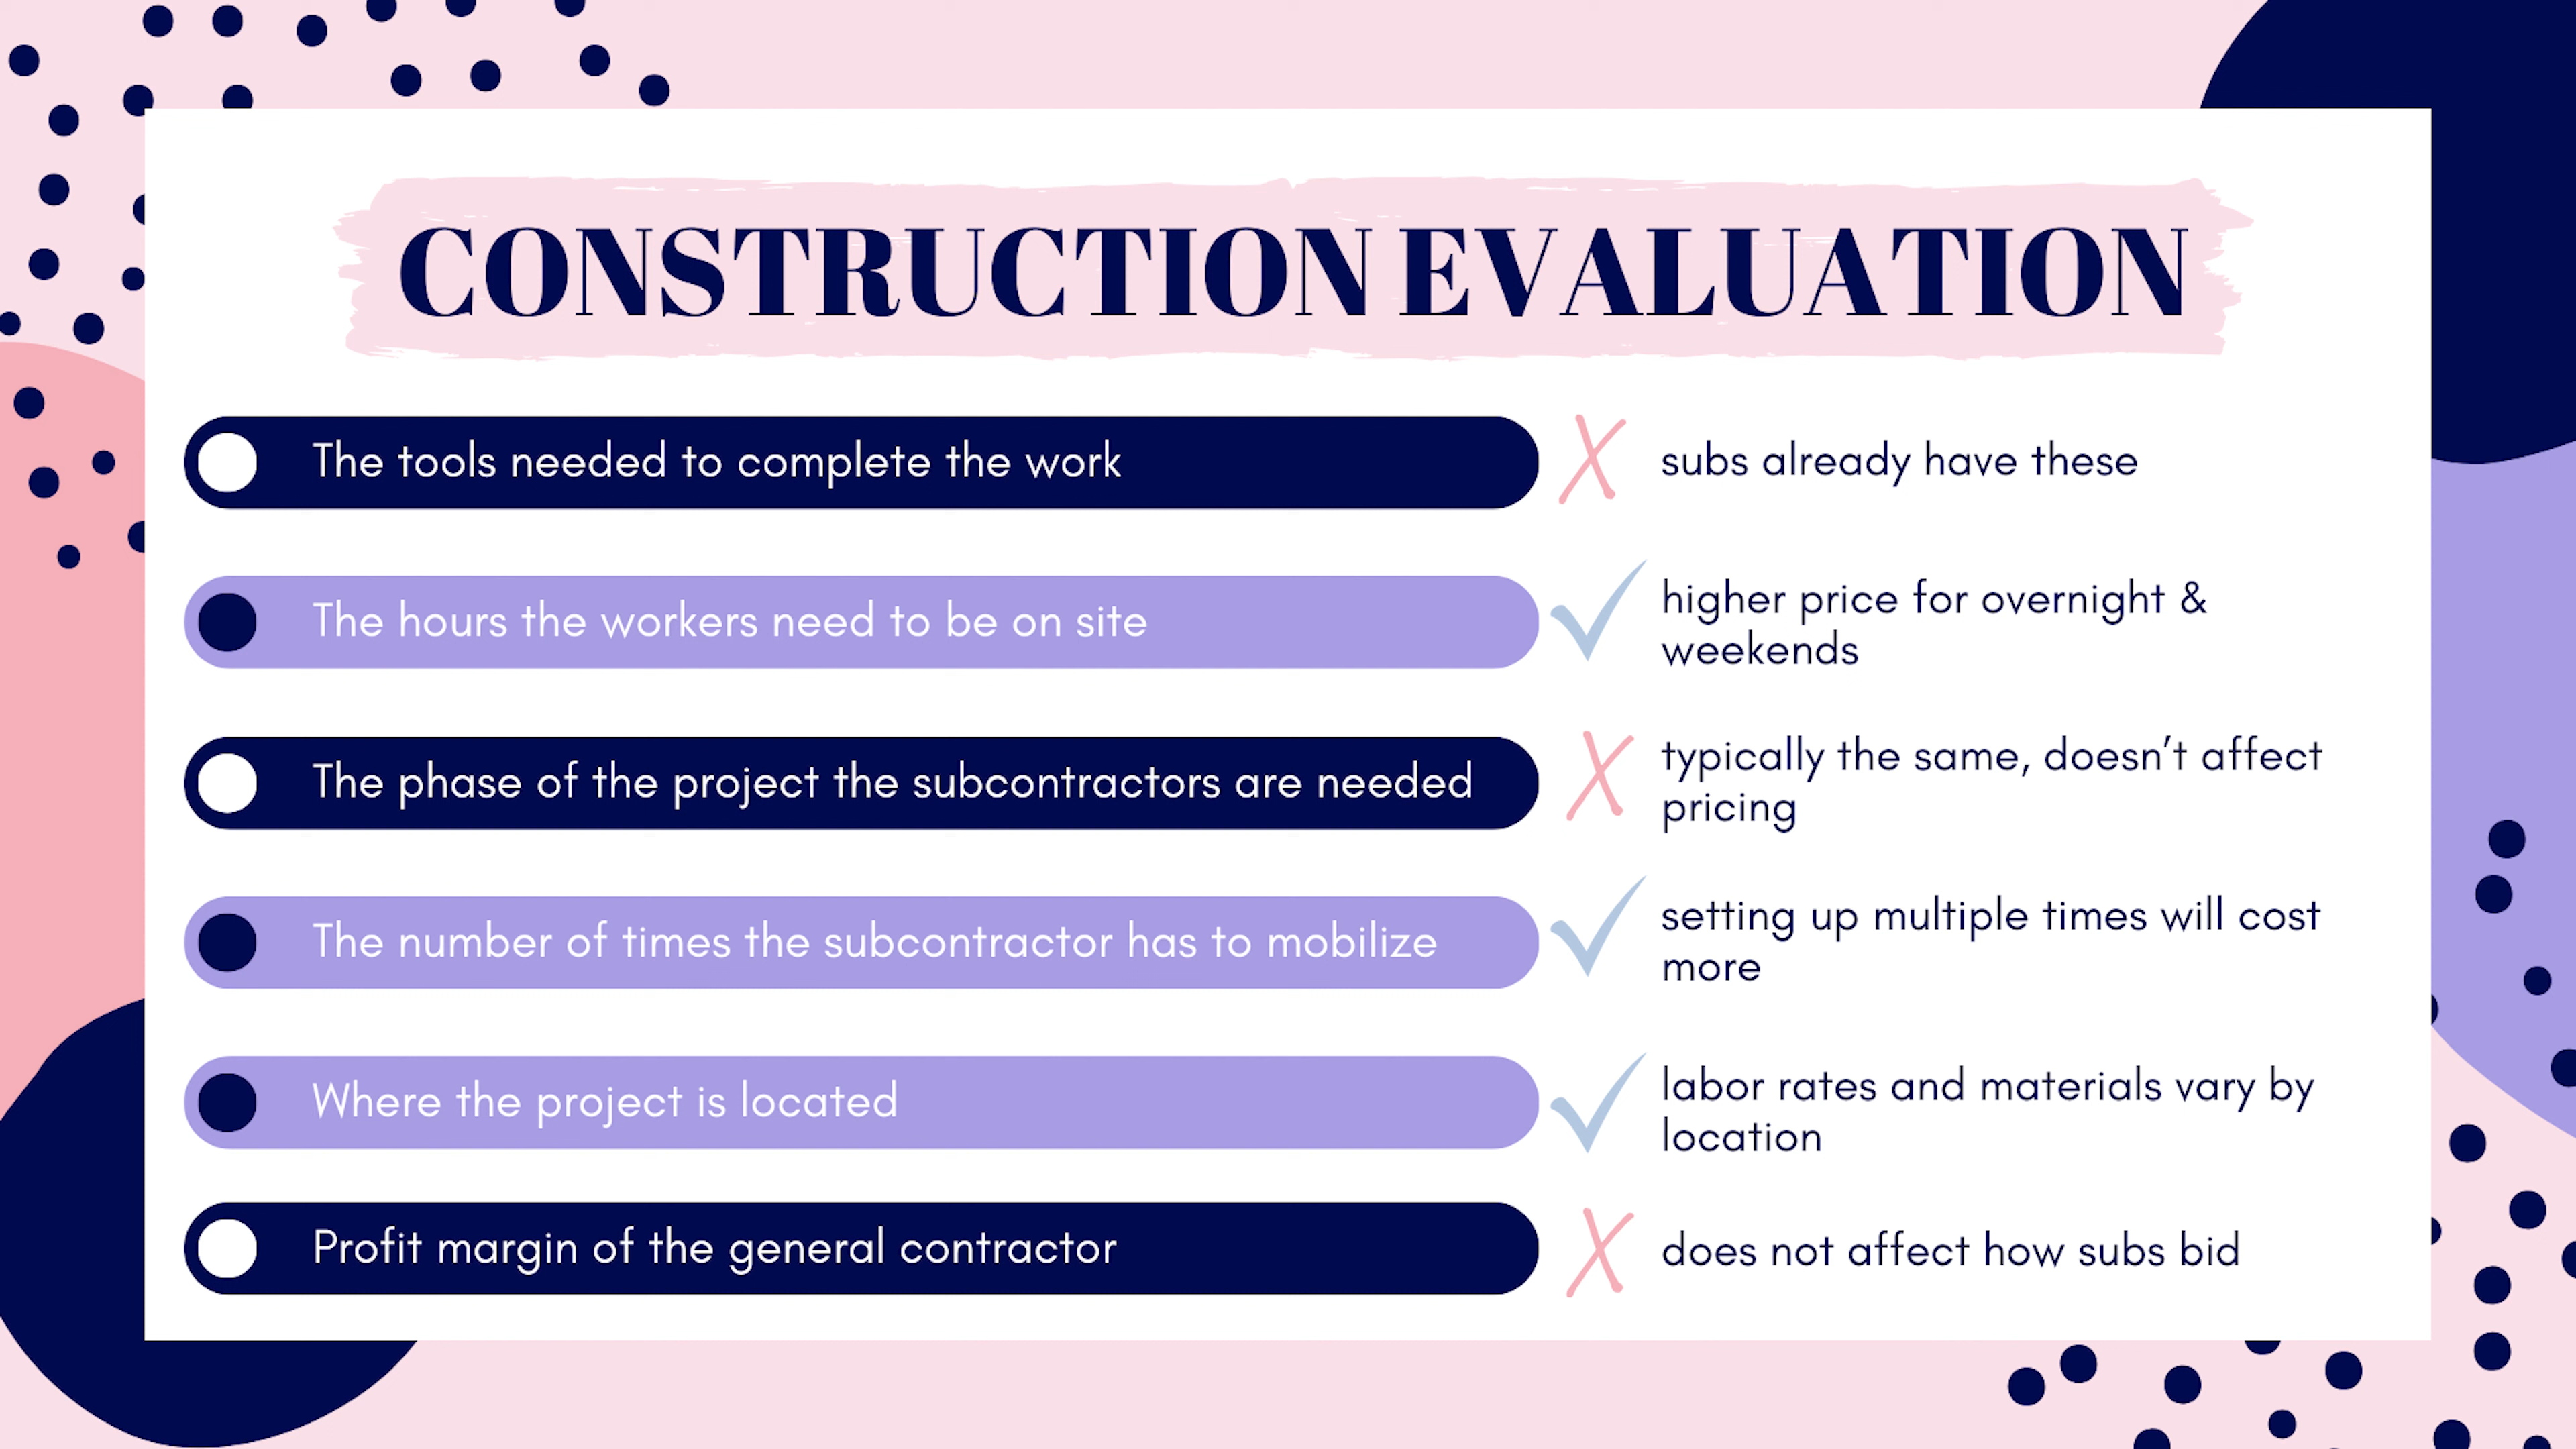 CONSTRUCTION EVALUATION
The tools needed to complete the work
subs already have these
The hours the workers need to be on site
higher price for overnight &
weekends
The phase of the project the subcontractors are needed
typically the same, doesn’t affect
pricing
The number of times the subcontractor has to mobilize
setting up multiple times will cost
more
Where the project is located
labor rates and materials vary by
location
Profit margin of the general contractor
does not affect how subs bid